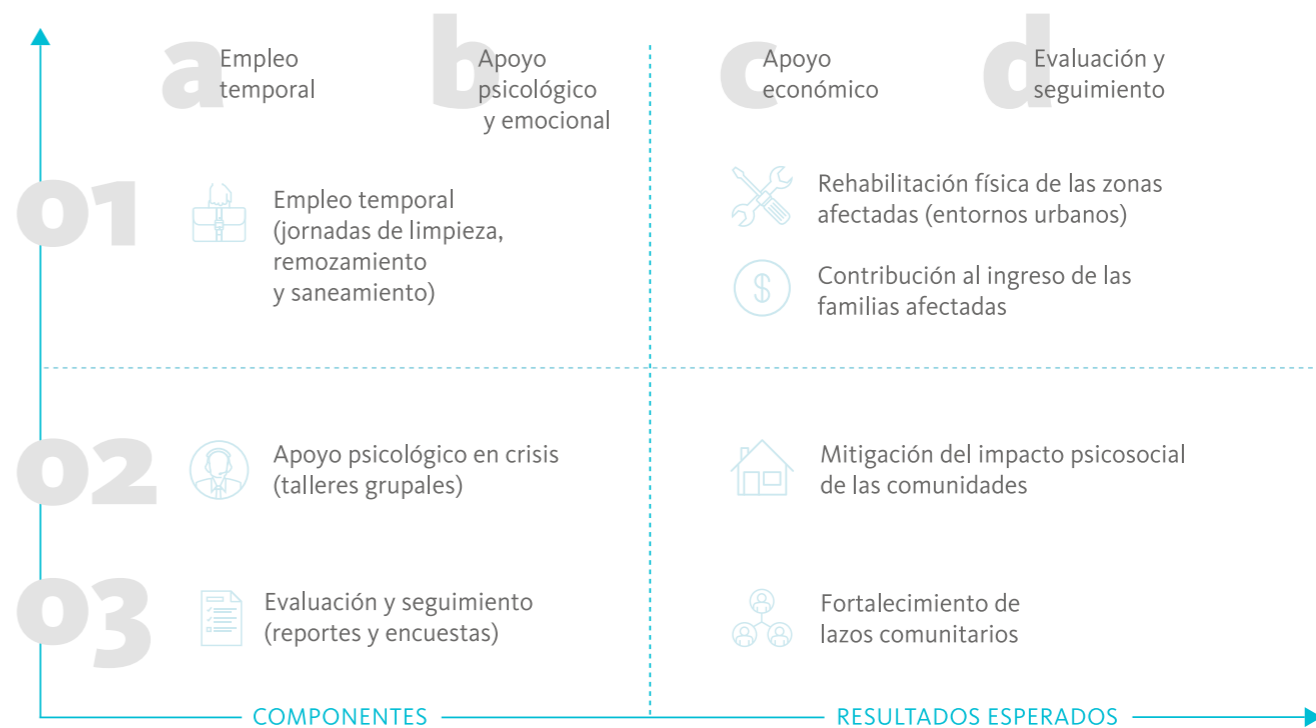 a
Empleo
temporal
b
Apoyo
psicológico
y emocional
c
Apoyo
económico
d
Evaluación y
seguimiento
01
Empleo temporal
(jornadas de limpieza,
remozamiento
y saneamiento)
Rehabilitación física de las zonas
afectadas (entornos urbanos)
$
Contribución al ingreso de las
familias afectadas
02
Apoyo psicológico en crisis
(talleres grupales)
Mitigación del impacto psicosocial
de las comunidades
03
Evaluación y seguimiento
(reportes y encuestas)
Fortalecimiento de
lazos comunitarios
COMPONENTES
RESULTADOS ESPERADOS